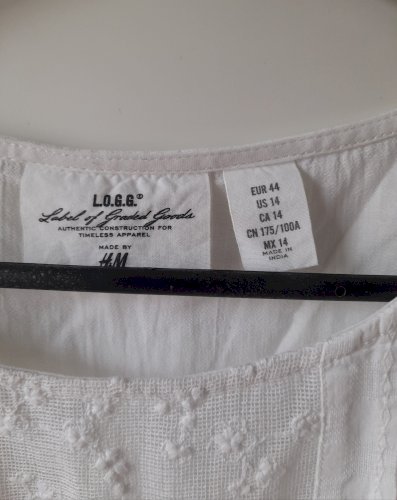 L.O.G.G.®
Label of Graded Goods
AUTHENTIC CONSTRUCTION FOR
TIMELESS APPAREL
MADE BY
H&M
EUR 44
US 14
CA 14
CN 175/100A
MX 14
MADE IN
INDIA